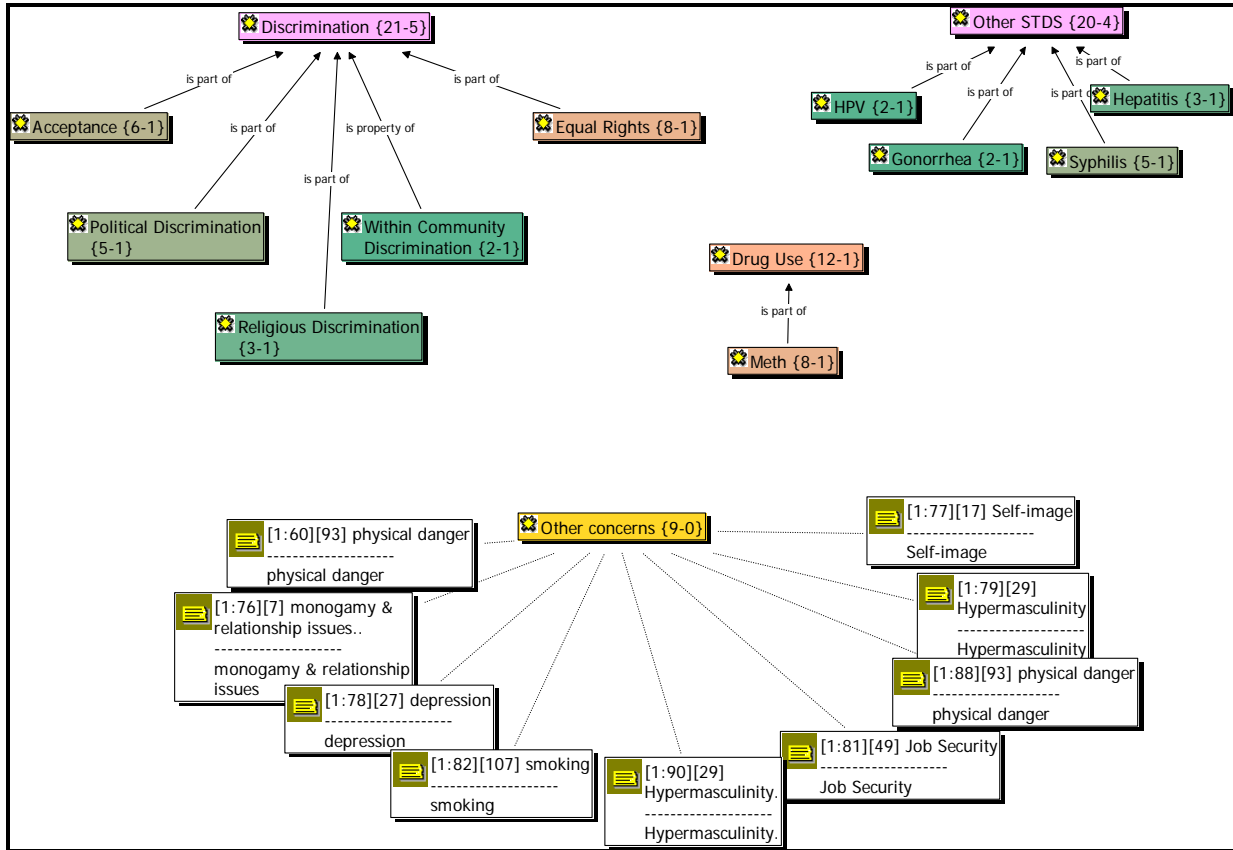 Discrimination {21-5}
Other STDS {20-4}
is part of
is part of
is part of
is part of
HPV {2-1}
Hepatitis {3-1}
Acceptance {6-1}
is part of
is property of
Equal Rights {8-1}
is part of
is part of
Gonorrhea {2-1}
Syphilis {5-1}
is part of
Political Discrimination
{5-1}
Within Community
Discrimination {2-1}
Drug Use {12-1}
is part of
Religious Discrimination
{3-1}
Meth {8-1}
Other concerns {9-0}
[1:60][93] physical danger
--------------------
physical danger
[1:77][17] Self-image
---------------------
Self-image
[1:76][7] monogamy &
relationship issues..
---------------------
monogamy & relationship
issues
[1:79][29]
Hypermasculinity
---------------------
Hypermasculinity
[1:78][27] depression
---------------------
depression
[1:88][93] physical danger
---------------------
physical danger
[1:82][107] smoking
---------------------
smoking
[1:90][29]
Hypermasculinity.
---------------------
Hypermasculinity.
[1:81][49] Job Security
---------------------
Job Security